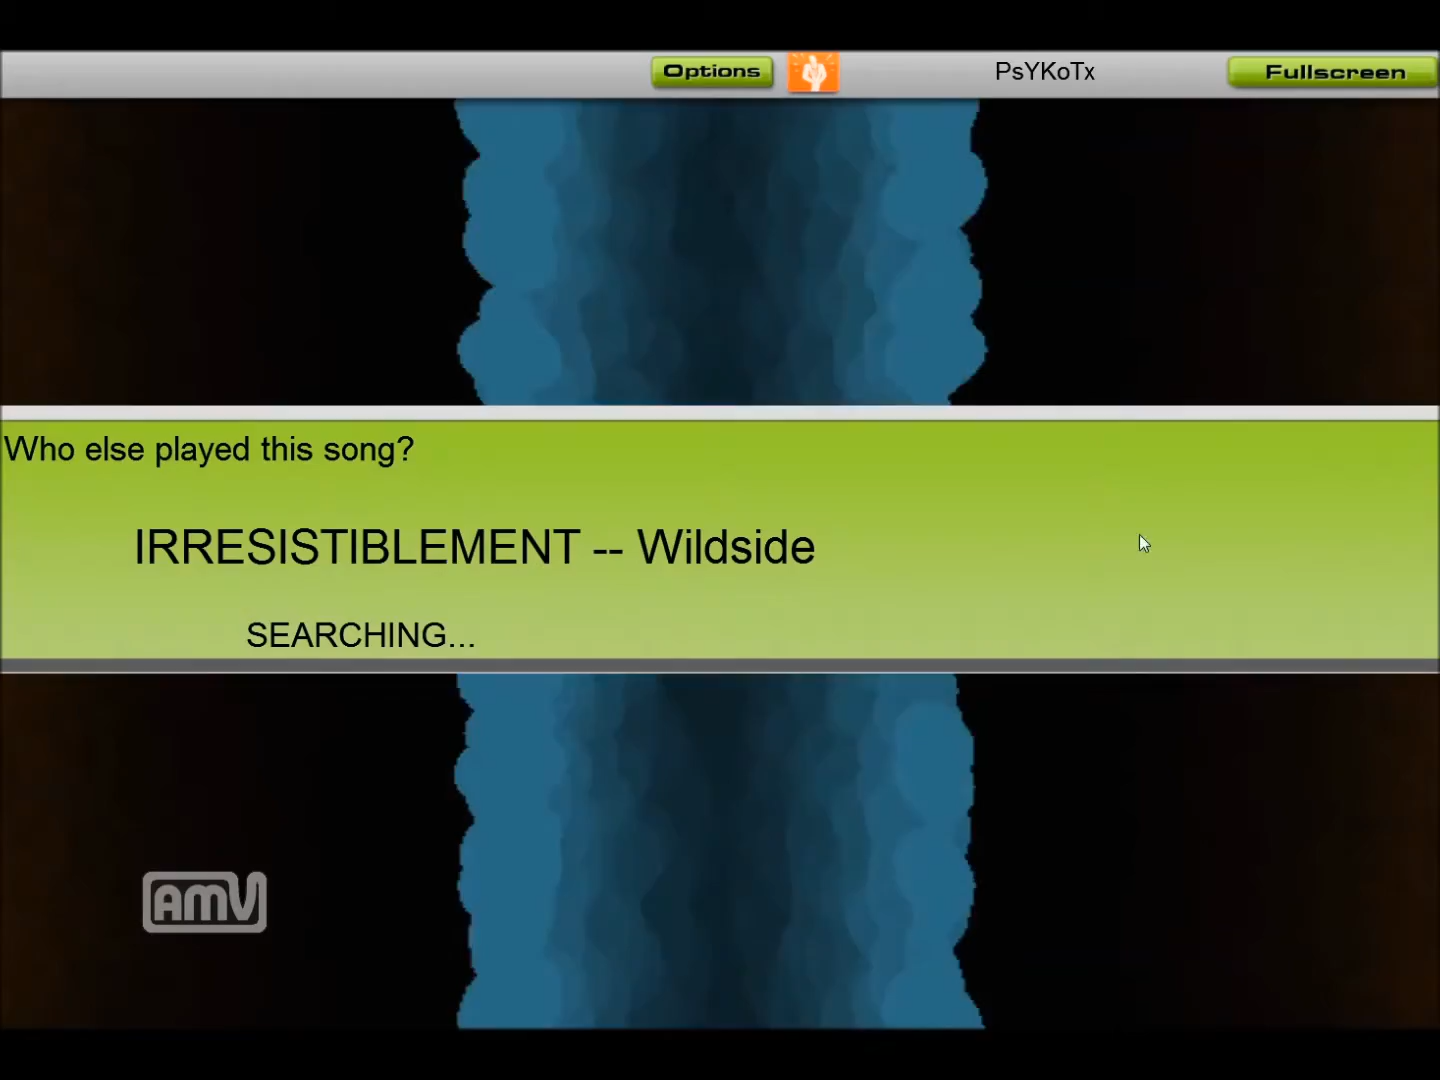 Options
PsYKoTx
Fullscreen
Who else played this song?
IRRESISTIBLEMENT -- Wildside
SEARCHING...
AMV